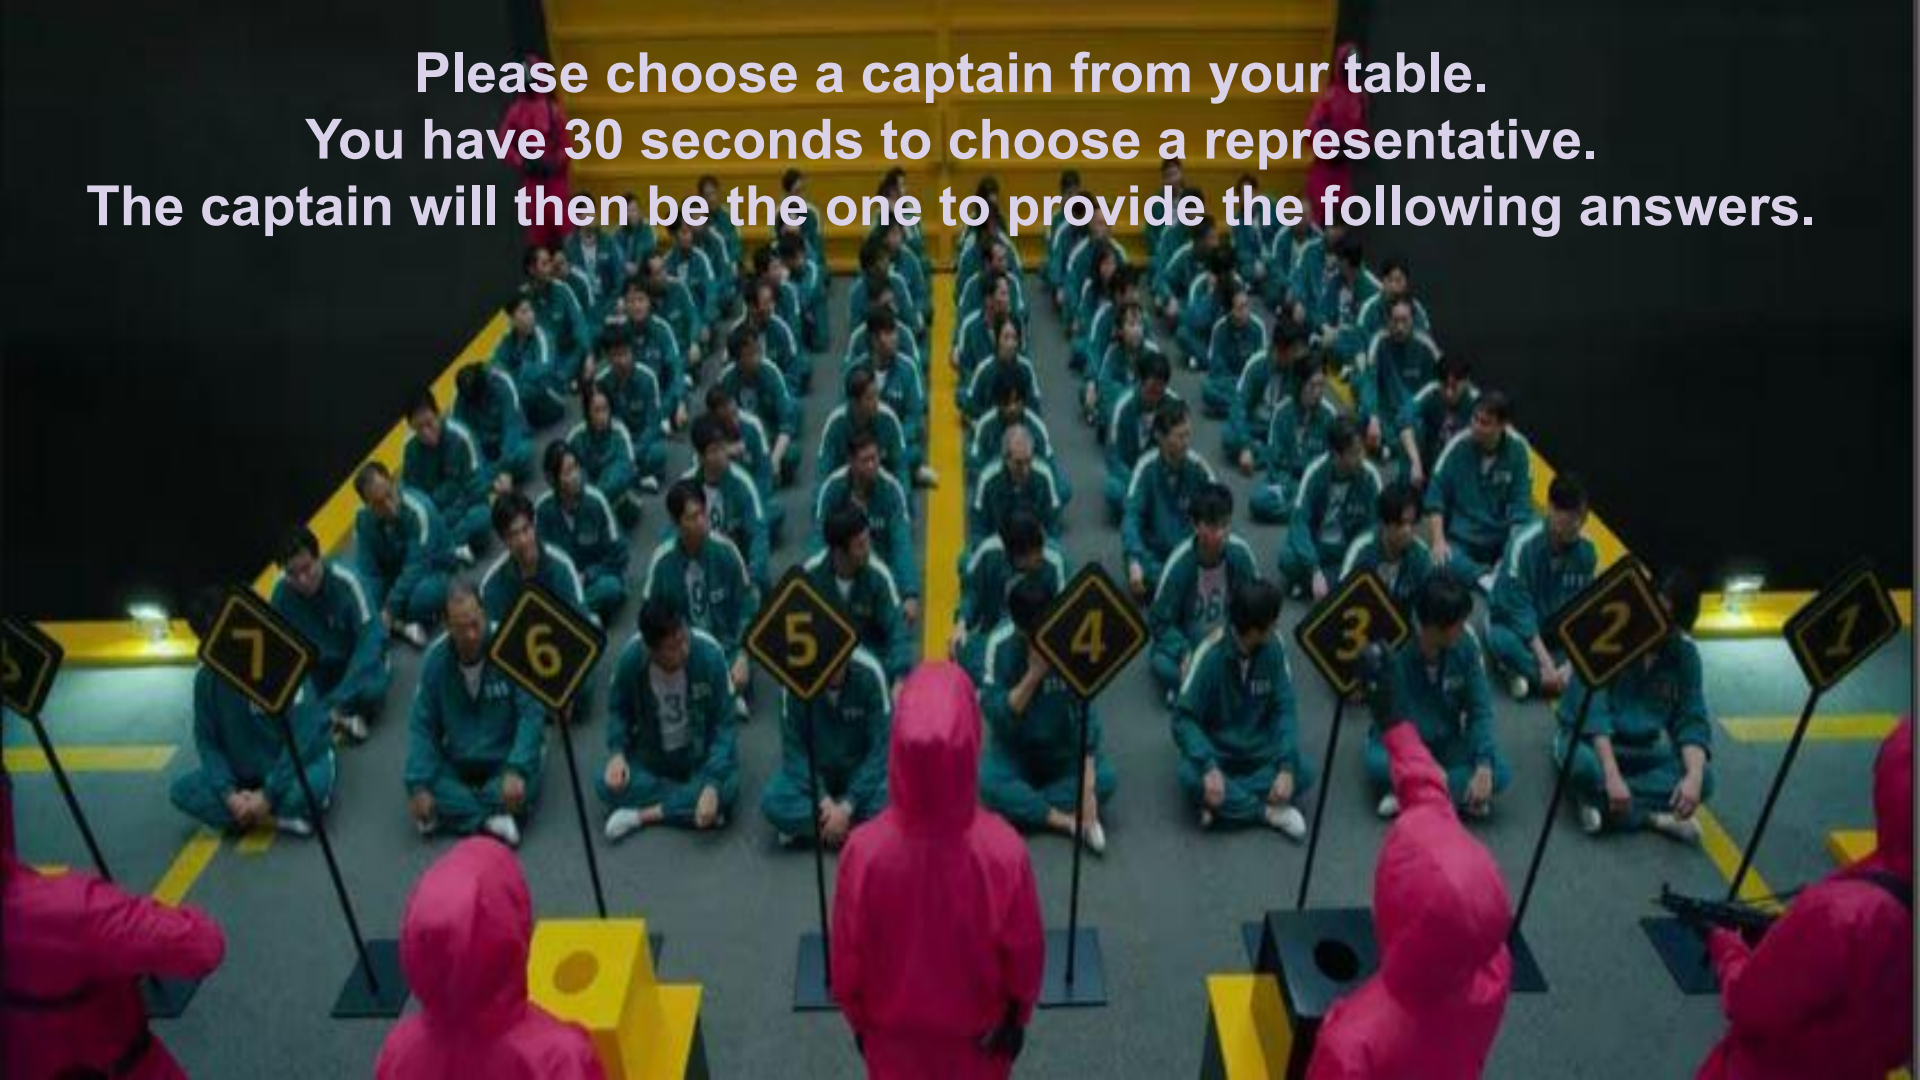 Please choose a captain from your table.
You have 30 seconds to choose a representative.
The captain will then be the one to provide the following answers.
7
6
5
4
3
2
1